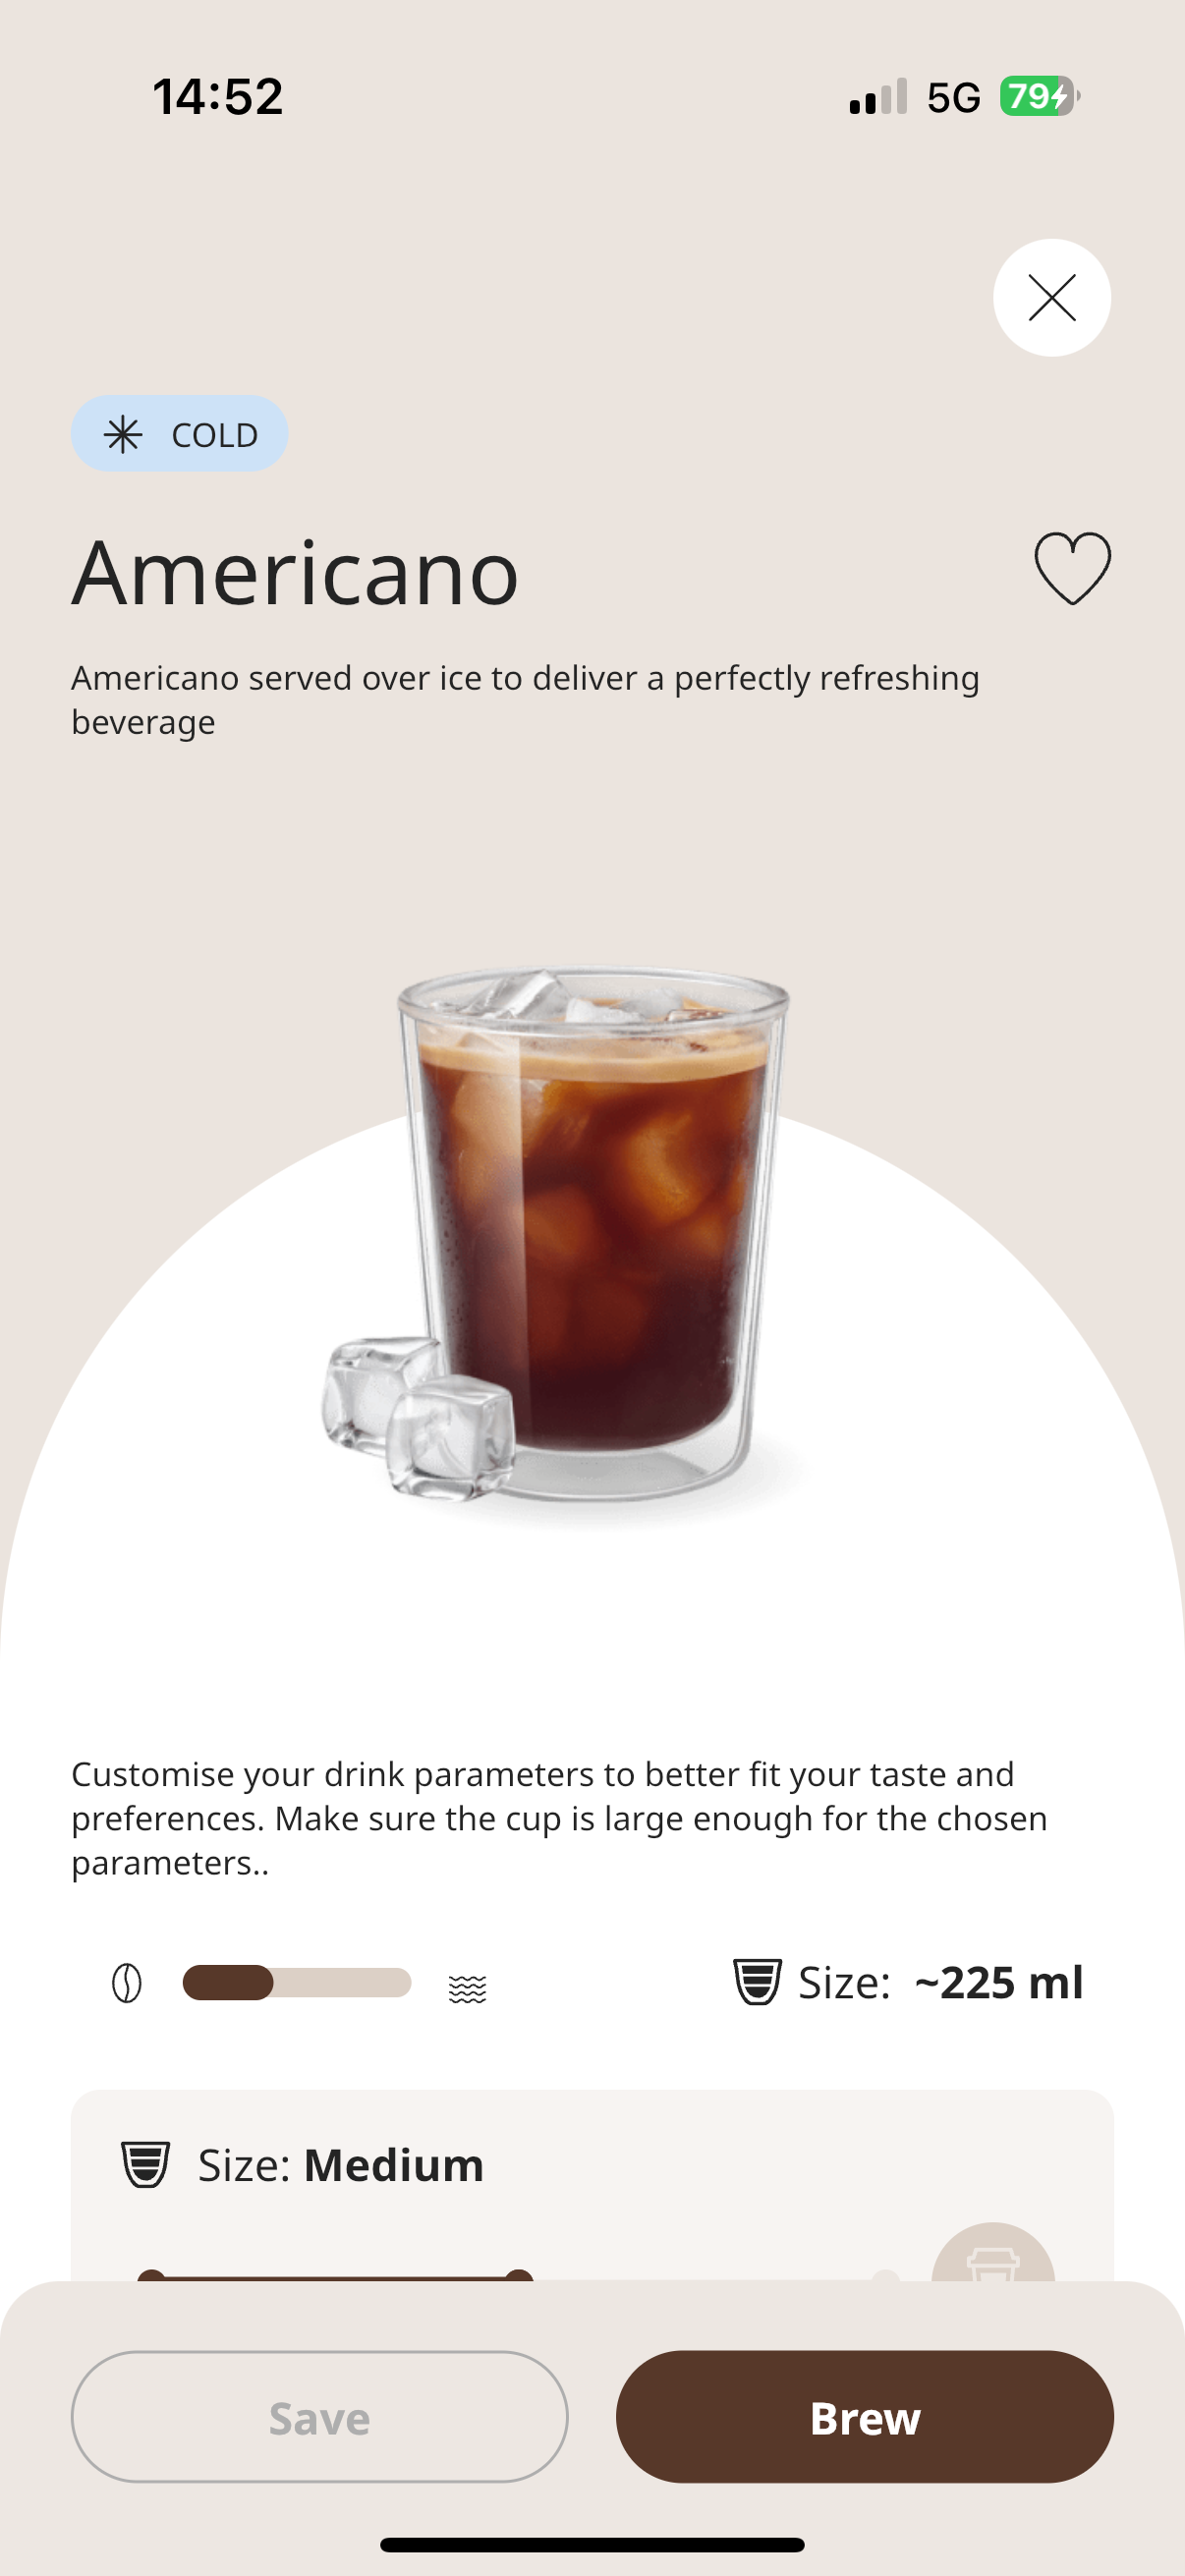 14:52
5G 79
COLD
Americano
Americano served over ice to deliver a perfectly refreshing
beverage
Customise your drink parameters to better fit your taste and
preferences. Make sure the cup is large enough for the chosen
parameters..
Size: ~225 ml
Size: Medium
Save
Brew